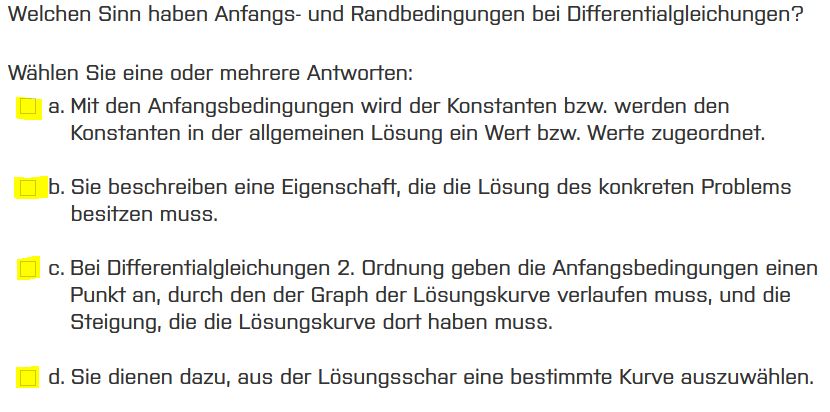 Welchen Sinn haben Anfangs- und Randbedingungen bei Differentialgleichungen?
Wählen Sie eine oder mehrere Antworten:
a. Mit den Anfangsbedingungen wird der Konstanten bzw. werden den
Konstanten in der allgemeinen Lösung ein Wert bzw. Werte zugeordnet.
b. Sie beschreiben eine Eigenschaft, die die Lösung des konkreten Problems
besitzen muss.
c. Bei Differentialgleichungen 2. Ordnung geben die Anfangsbedingungen einen
Punkt an, durch den der Graph der Lösungskurve verlaufen muss, und die
Steigung, die die Lösungskurve dort haben muss.
d. Sie dienen dazu, aus der Lösungsschar eine bestimmte Kurve auszuwählen.